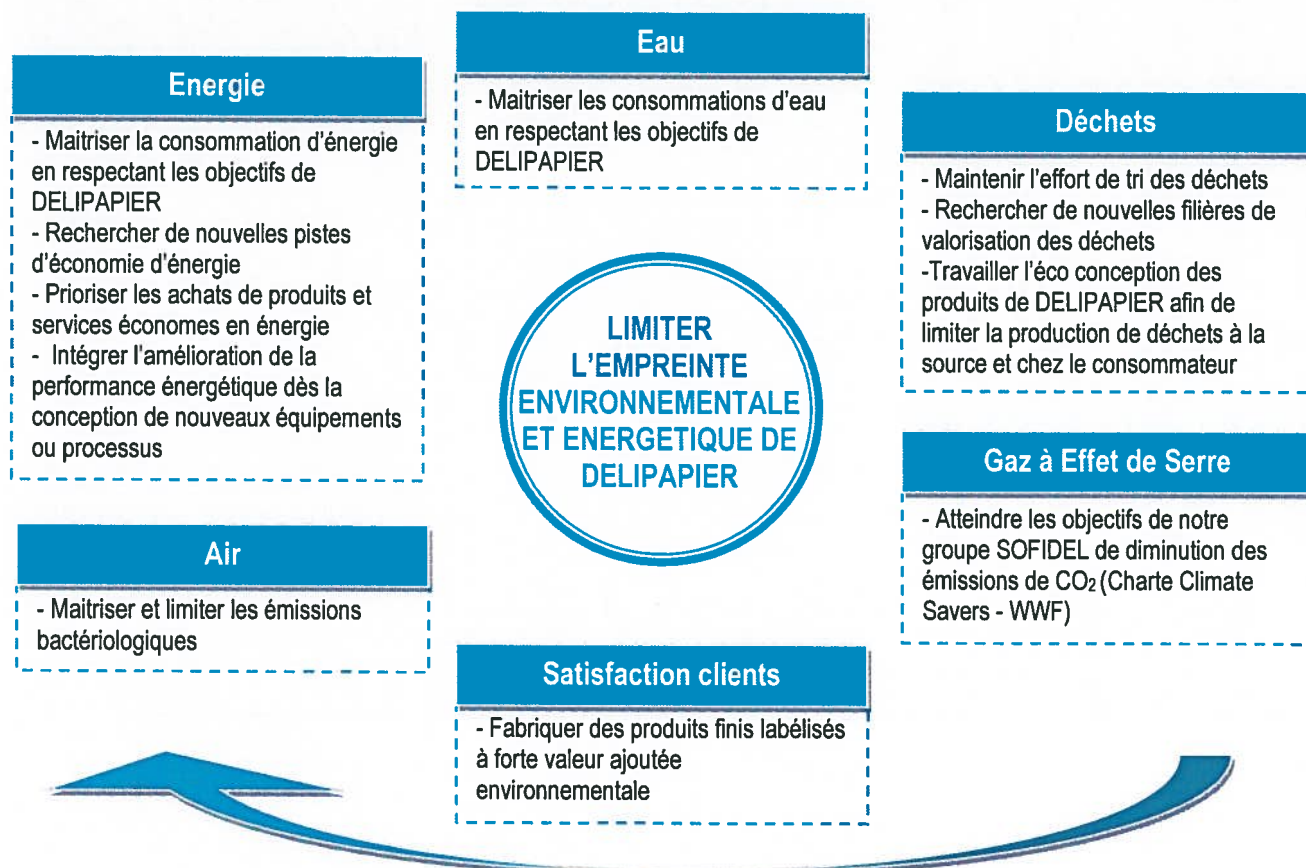 Eau
- Maitriser les consommations d'eau
en respectant les objectifs de
DELIPAPIER
Energie
- Maitriser la consommation d'énergie
en respectant les objectifs de
DELIPAPIER
- Rechercher de nouvelles pistes
d'économie d'énergie
- Prioriser les achats de produits et
services économes en énergie
- Intégrer l'amélioration de la
performance énergétique dès la
conception de nouveaux équipements
ou processus
Déchets
- Maintenir l'effort de tri des déchets
- Rechercher de nouvelles filières de
valorisation des déchets
-Travailler l'éco conception des
produits de DELIPAPIER afin de
limiter la production de déchets à la
source et chez le consommateur
LIMITER
L'EMPREINTE
ENVIRONNEMENTALE
ET ENERGETIQUE DE
DELIPAPIER
Gaz à Effet de Serre
- Atteindre les objectifs de notre
groupe SOFIDEL de diminution des
émissions de CO₂ (Charte Climate
Savers - WWF)
Air
- Maitriser et limiter les émissions
bactériologiques
Satisfaction clients
- Fabriquer des produits finis labélisés
à forte valeur ajoutée
environnementale